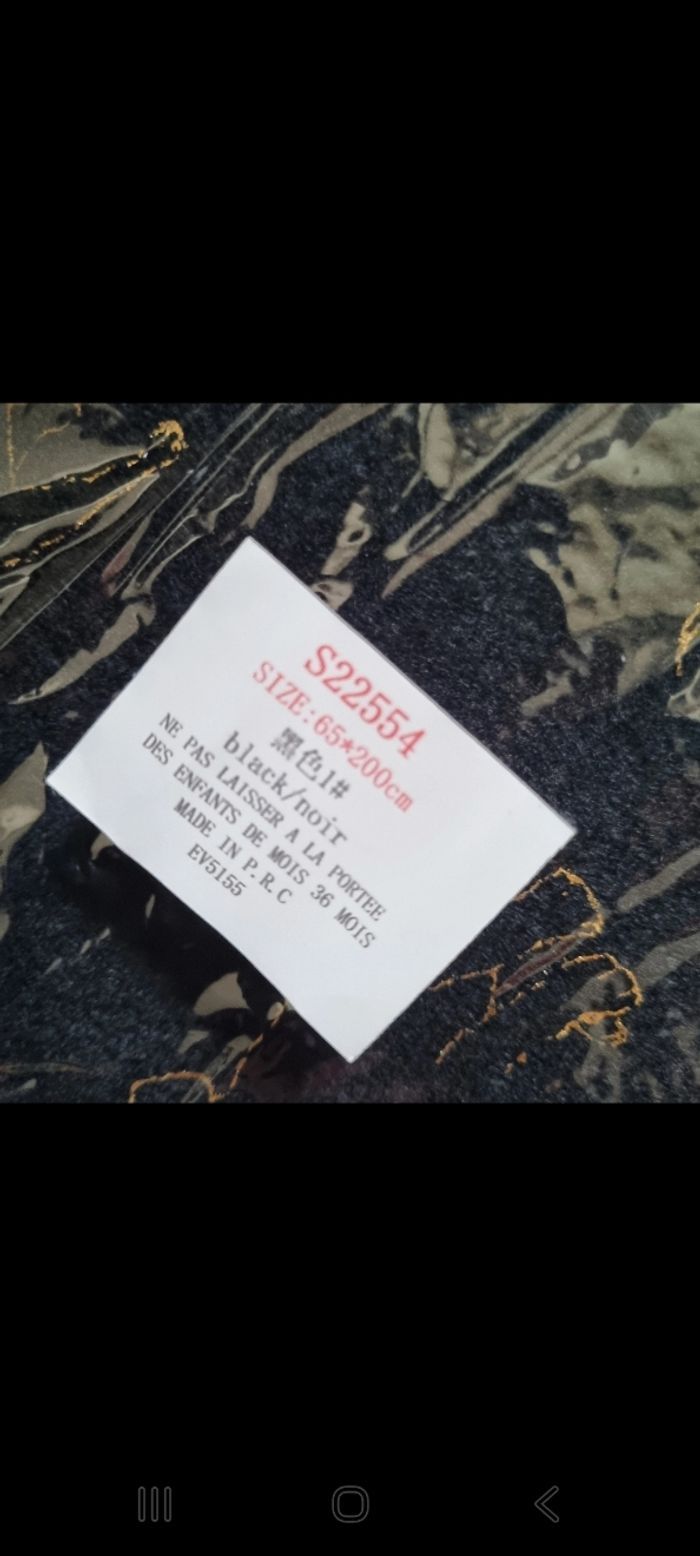 S22554
SIZE:65*200cm
黑色1#
black/noir
NE PAS LAISSER A LA PORTEE
DES ENFANTS DE MOIS 36 MOIS
MADE IN P.R.C
EV5155